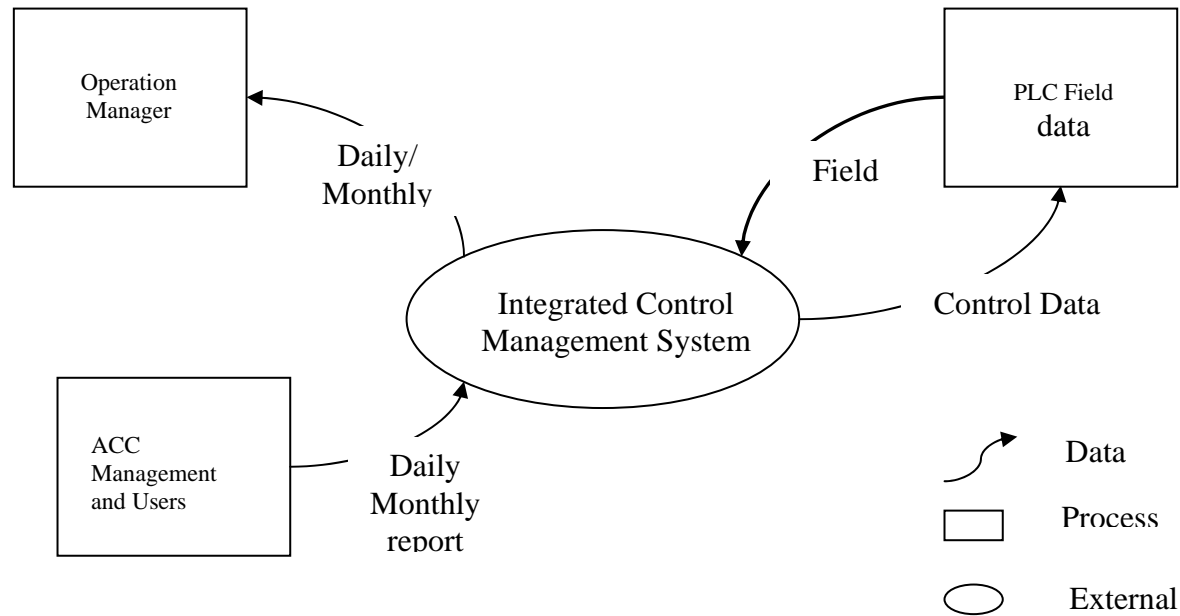 Operation
Manager
PLC Field
data
Daily/
Monthly
Field
Integrated Control
Management System
Control Data
ACC
Management
and Users
Daily
Monthly
report
Data
Process
External